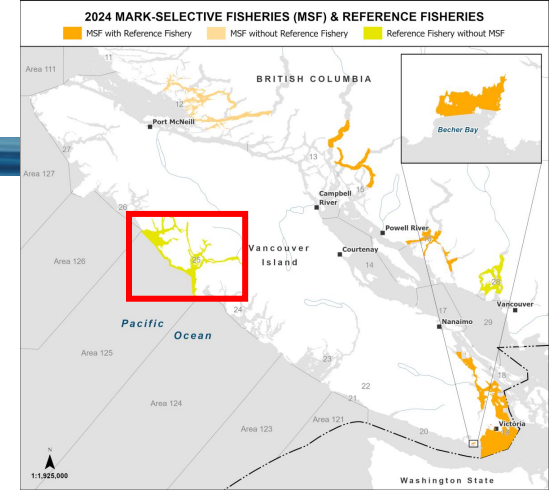 2024 MARK-SELECTIVE FISHERIES (MSF) & REFERENCE FISHERIES
MSF with Reference Fishery
MSF without Reference Fishery
Reference Fishery without MSF
11
Area 111
BRITISH COLUMBIA
12
Port McNeill
Becher Bay
27
13
Area 127
15
Campbell
River
26
Powell River
Vancouver
Island
Courtenay
25
Area 126
14
28
Vancouver
24
17
Pacific
Ocean
Nanaimo
29
Area 125
23
18
22
21
Area 124
Area 121
Area 123
20
Victoria
N
1:1,925,000
Washington State